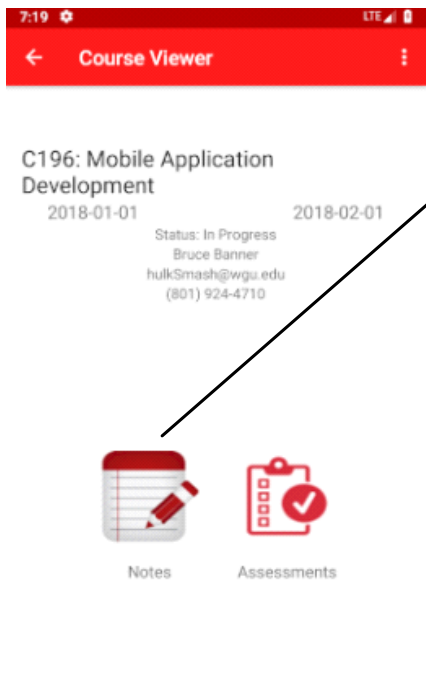 7:19 LTE
Course Viewer
C196: Mobile Application
Development
2018-01-01 2018-02-01
Status: In Progress
Bruce Banner
hulkSmash@wgu.edu
(801) 924-4710
Notes Assessments